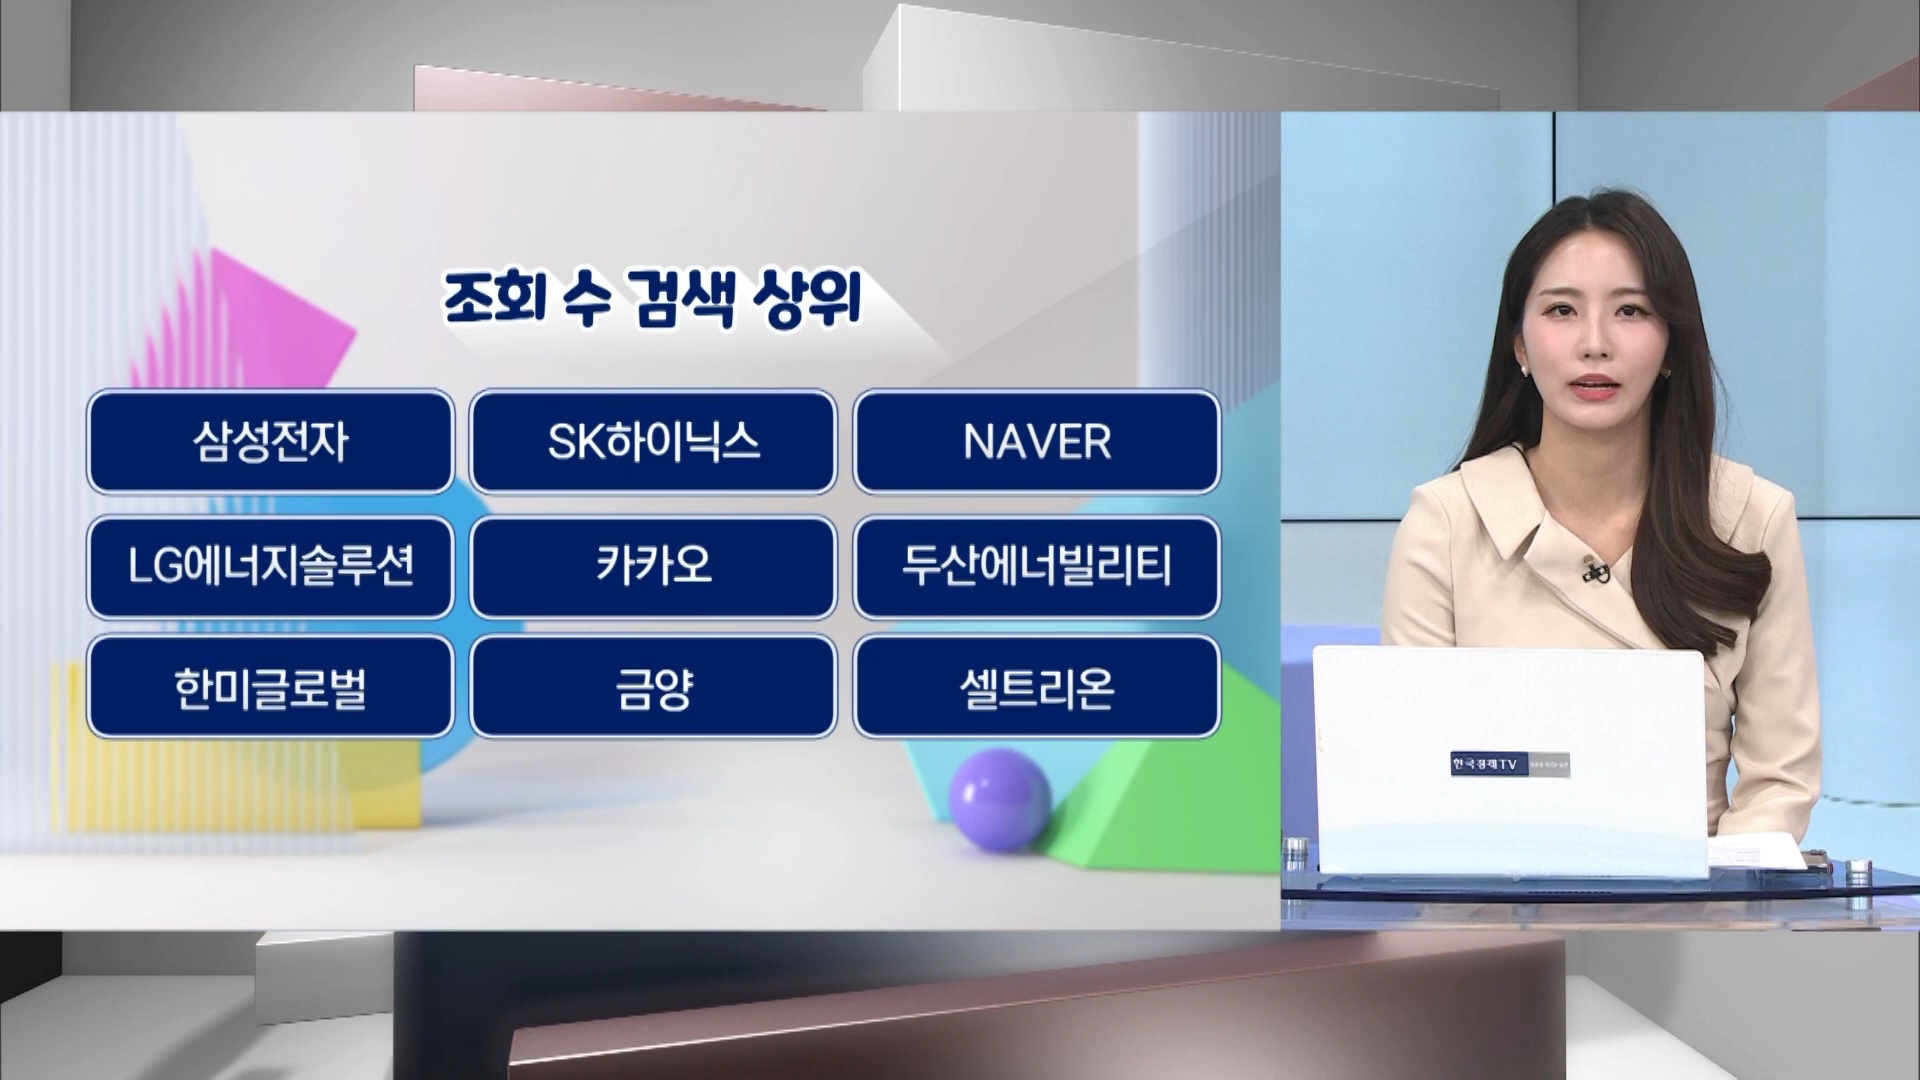 조회 수 검색 상위
삼성전자
SK하이닉스
NAVER
LG에너지솔루션
카카오
두산에너빌리티
한미글로벌
금양
셀트리온
한국경제TV